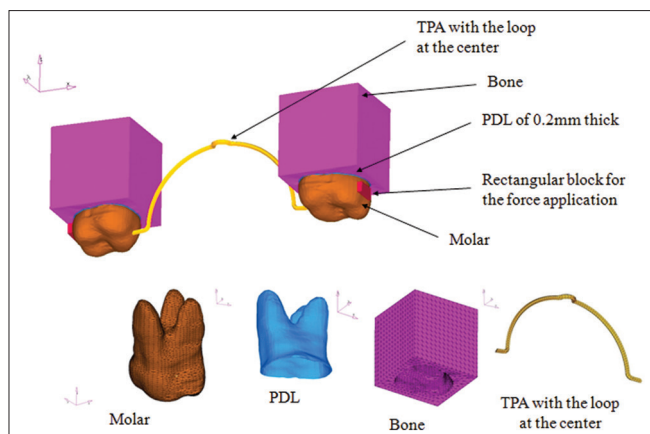 TPA with the loop
at the center
Bone
PDL of 0.2mm thick
Rectangular block for
the force application
Molar
Molar
PDL
Bone
TPA with the loop
at the center